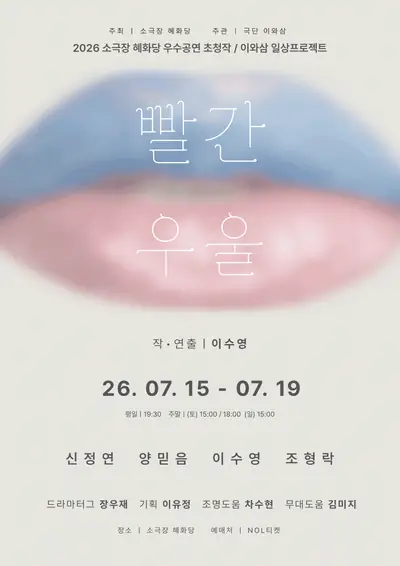 주최 | 소극장 혜화당 주관 | 극단 이와삼
2026 소극장 혜화당 우수공연 초청작 / 이와삼 일상프로젝트
빨간
우울
작 • 연출 | 이수영
26. 07. 15 - 07. 19
평일 | 19:30 주말 | (토) 15:00 / 18:00 (일) 15:00
신정연 양믿음 이수영 조형락
드라마터그 장우재 기획 이유정 조명도움 차수현 무대도움 김미지
장소 | 소극장 혜화당 예매처 | NOL티켓